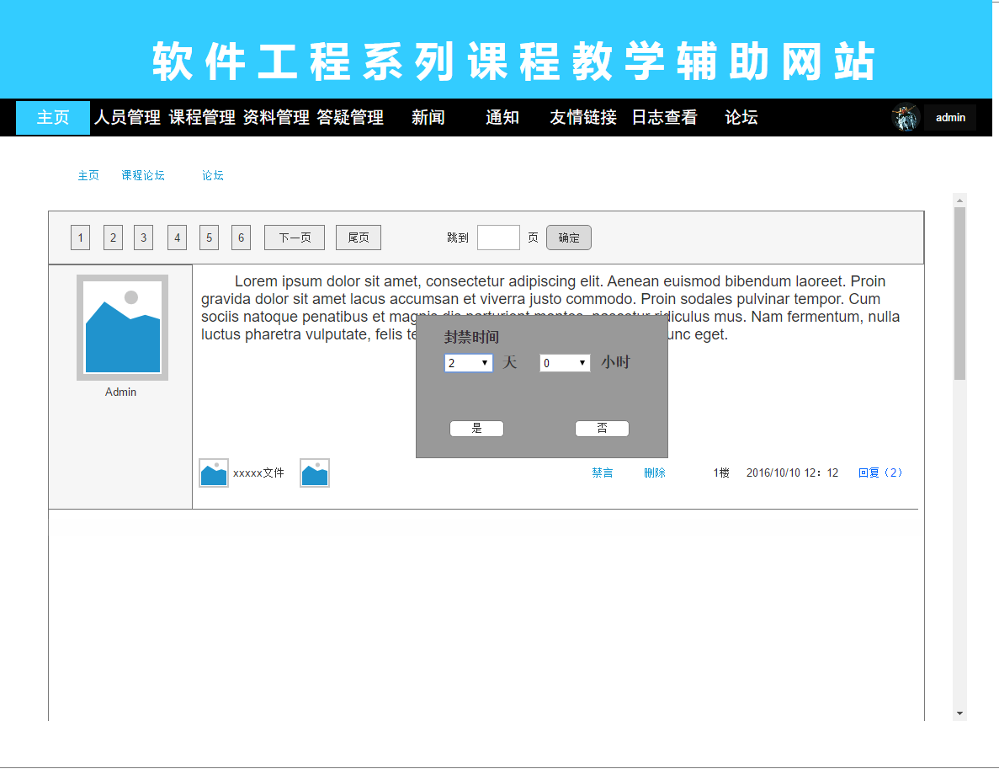 软件工程系列课程教学辅助网站
主页 人员管理 课程管理 资料管理 答疑管理 新闻 通知 友情链接 日志查看 论坛 admin
主页 课程论坛 论坛
1 2 3 4 5 6 下一页 尾页 跳到 页 确定
Lorem ipsum dolor sit amet, consectetur adipiscing elit. Aenean euismod bibendum laoreet. Proin
gravida dolor sit amet lacus accumsan et viverra justo commodo. Proin sodales pulvinar tempor. Cum
sociis natoque penatibus et magnis dis parturient montes, nascetur ridiculus mus. Nam fermentum, nulla
luctus pharetra vulputate, felis te unc eget.
封禁时间
2 天 0 小时
是 否
Admin
xxxxx文件 禁言 删除 1楼 2016/10/10 12：12 回复（2）